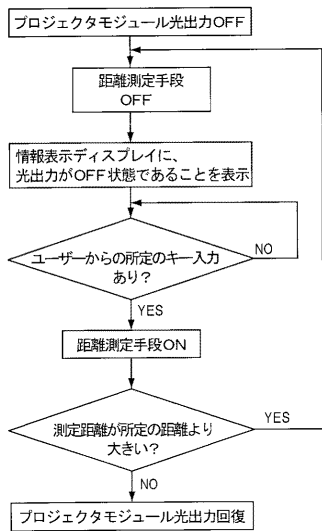 プロジェクタモジュール光出力OFF
距離測定手段
OFF
情報表示ディスプレイに、
光出力がOFF状態であることを表示
ユーザーからの所定のキー入力
あり？
NO
YES
距離測定手段ON
測定距離が所定の距離より
大きい？
YES
NO
プロジェクタモジュール光出力回復